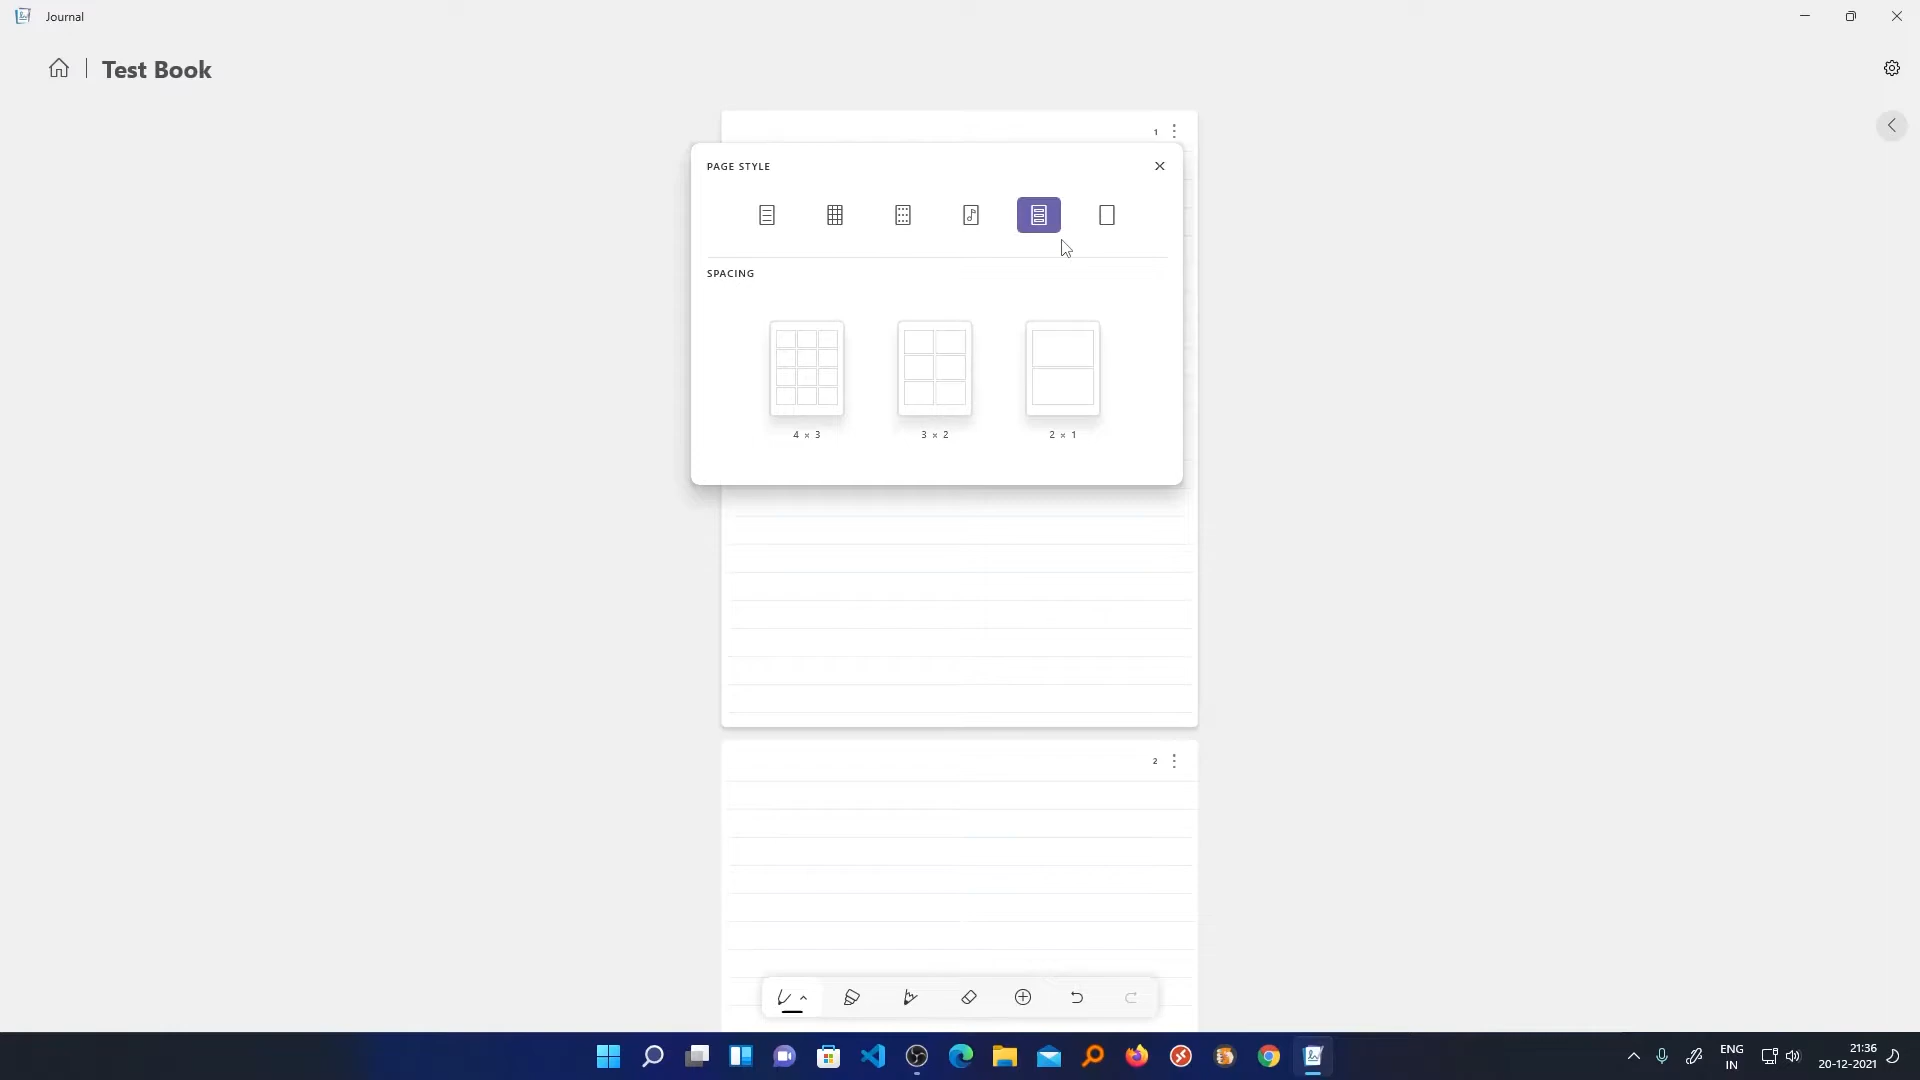 Journal
Test Book
1
PAGE STYLE
SPACING
4 × 3
3 × 2
2 × 1
2
ENG
IN
21:36
20-12-2021